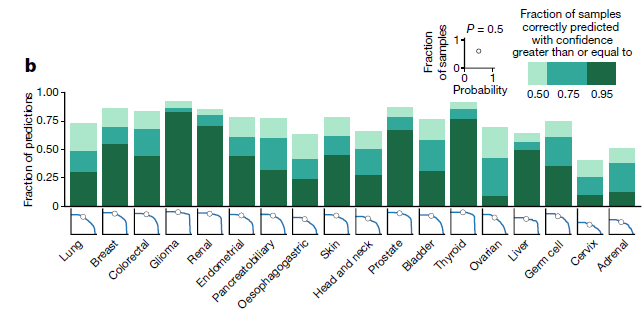 b
Fraction of samples
P = 0.5
1
0
0 1
Probability
Fraction of samples
correctly predicted
with confidence
greater than or equal to
0.50 0.75 0.95
Fraction of predictions
1.00
0.75
0.50
0.25
0
Lung
Breast
Colorectal
Glioma
Renal
Endometrial
Pancreatobiliary
Oesophagogastric
Skin
Head and neck
Prostate
Bladder
Thyroid
Ovarian
Liver
Germ cell
Cervix
Adrenal